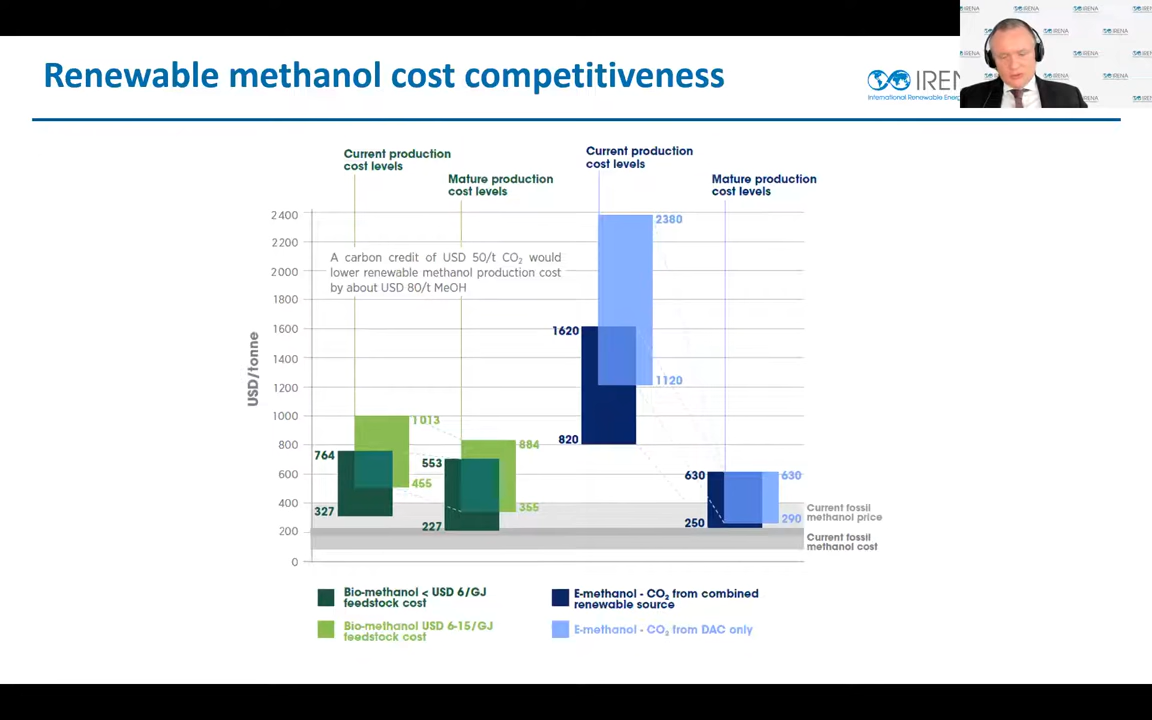 Renewable methanol cost competitiveness
IRENA
International Renewable Energy
IRENA
Current production
cost levels
Mature production
cost levels
Current production
cost levels
Mature production
cost levels
USD/tonne
2400
2200
2000
1800
1600
1400
1200
1000
800
600
400
200
0
A carbon credit of USD 50/t CO₂ would
lower renewable methanol production cost
by about USD 80/t MeOH
764
327
1013
455
553
227
884
355
1620
820
2380
1120
630
250
630
290
Current fossil
methanol price
Current fossil
methanol cost
Bio-methanol < USD 6/GJ
feedstock cost
Bio-methanol USD 6-15/GJ
feedstock cost
E-methanol - CO₂ from combined
renewable source
E-methanol - CO₂ from DAC only